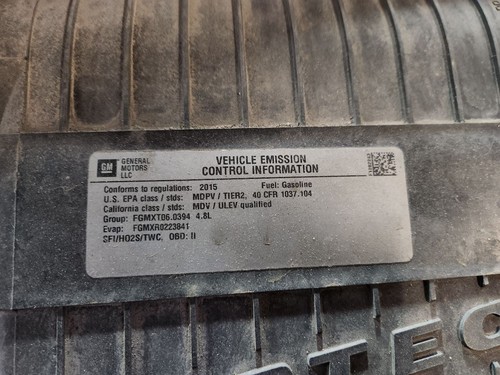 GM
GENERAL
MOTORS
LLC
VEHICLE EMISSION
CONTROL INFORMATION
Conforms to regulations: 2015 Fuel: Gasoline
U.S. EPA class / stds: MDPV / TIER2, 40 CFR 1037.104
California class / stds: MDV / ULEV qualified
Group: FGMXT06.0394 4.8L
Evap: FGMXR0223841
SFI/HO2S/TWC, OBD: II
OTEC